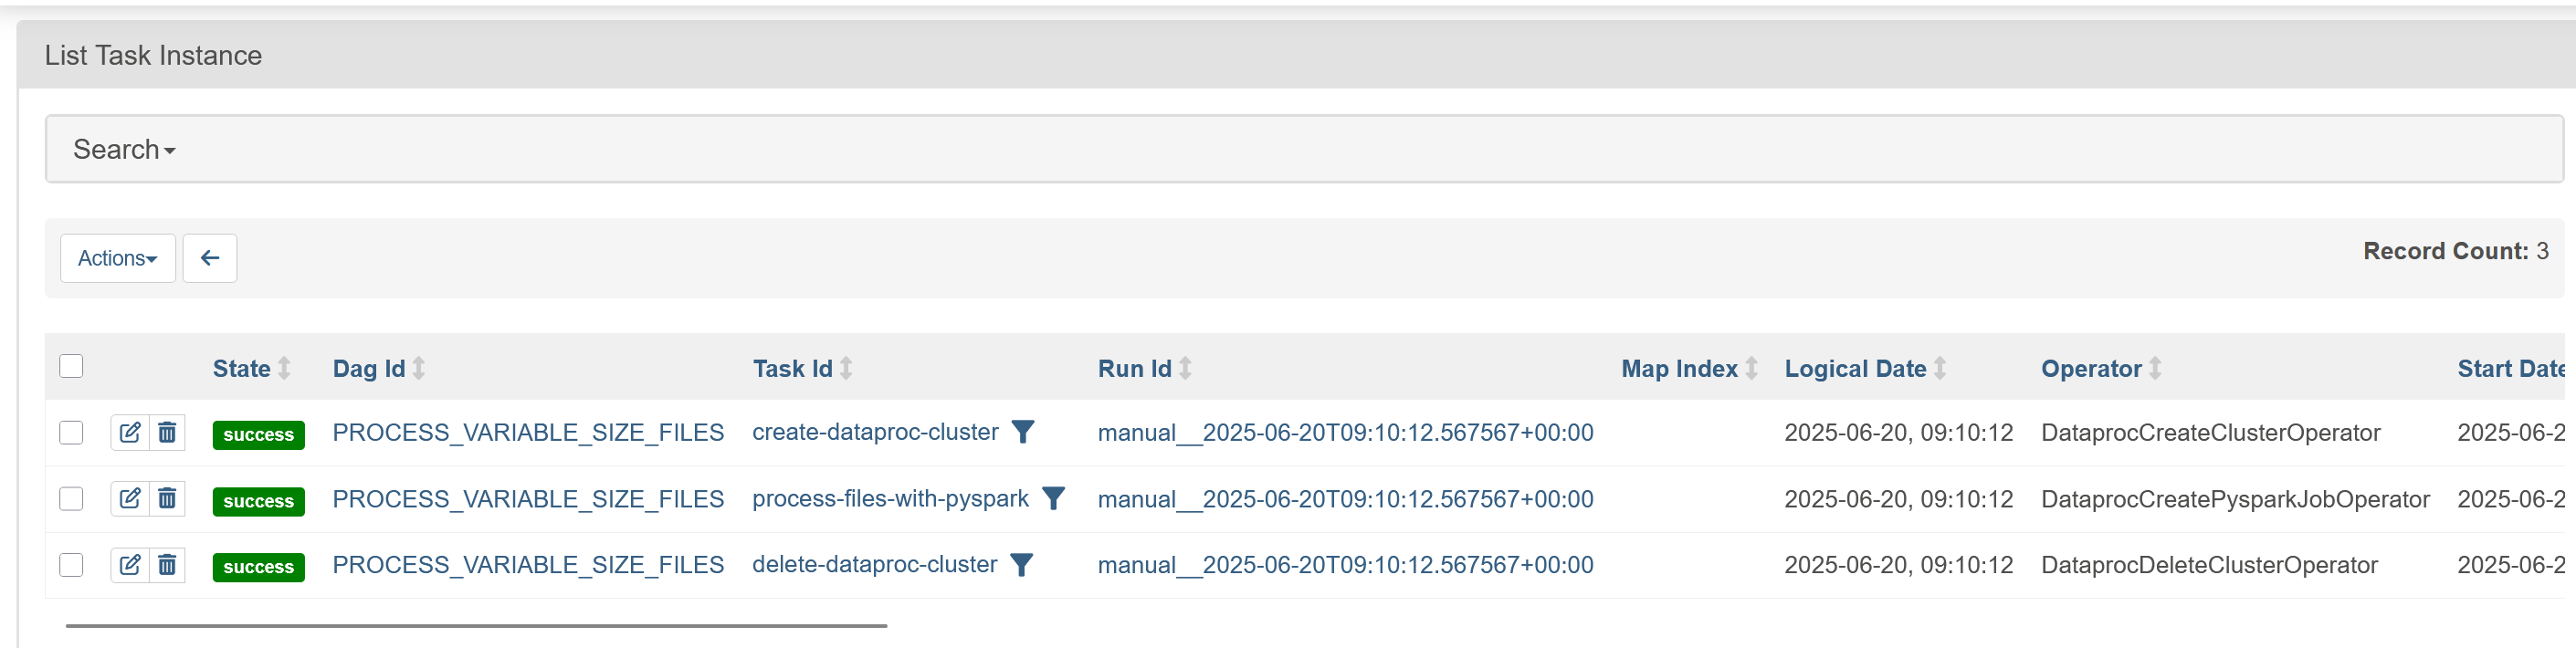 List Task Instance
Search
Actions
Record Count: 3
State Dag Id Task Id Run Id Map Index Logical Date Operator Start Date
success PROCESS_VARIABLE_SIZE_FILES create-dataproc-cluster manual__2025-06-20T09:10:12.567567+00:00 2025-06-20, 09:10:12 DataprocCreateClusterOperator 2025-06-2
success PROCESS_VARIABLE_SIZE_FILES process-files-with-pyspark manual__2025-06-20T09:10:12.567567+00:00 2025-06-20, 09:10:12 DataprocCreatePysparkJobOperator 2025-06-2
success PROCESS_VARIABLE_SIZE_FILES delete-dataproc-cluster manual__2025-06-20T09:10:12.567567+00:00 2025-06-20, 09:10:12 DataprocDeleteClusterOperator 2025-06-2